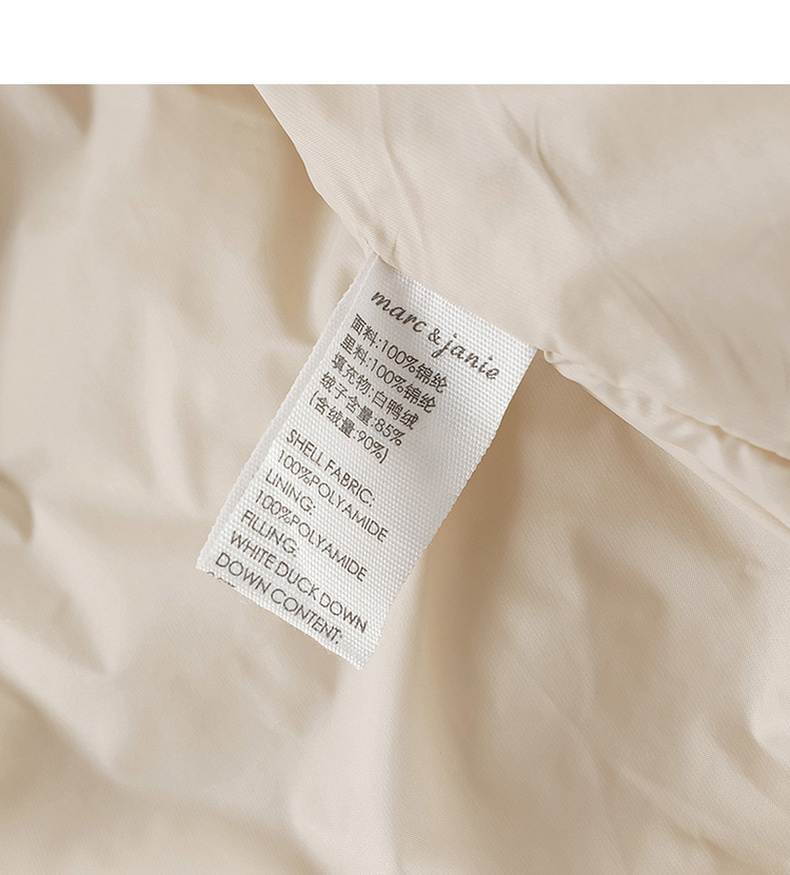 marc & janie
面料:100%锦纶
里料:100%锦纶
填充物:白鸭绒
绒子含量:85%
(含绒量:90%)
SHELL FABRIC:
100%POLYAMIDE
LINING:
100%POLYAMIDE
FILLING:
WHITE DUCK DOWN
DOWN CONTENT: